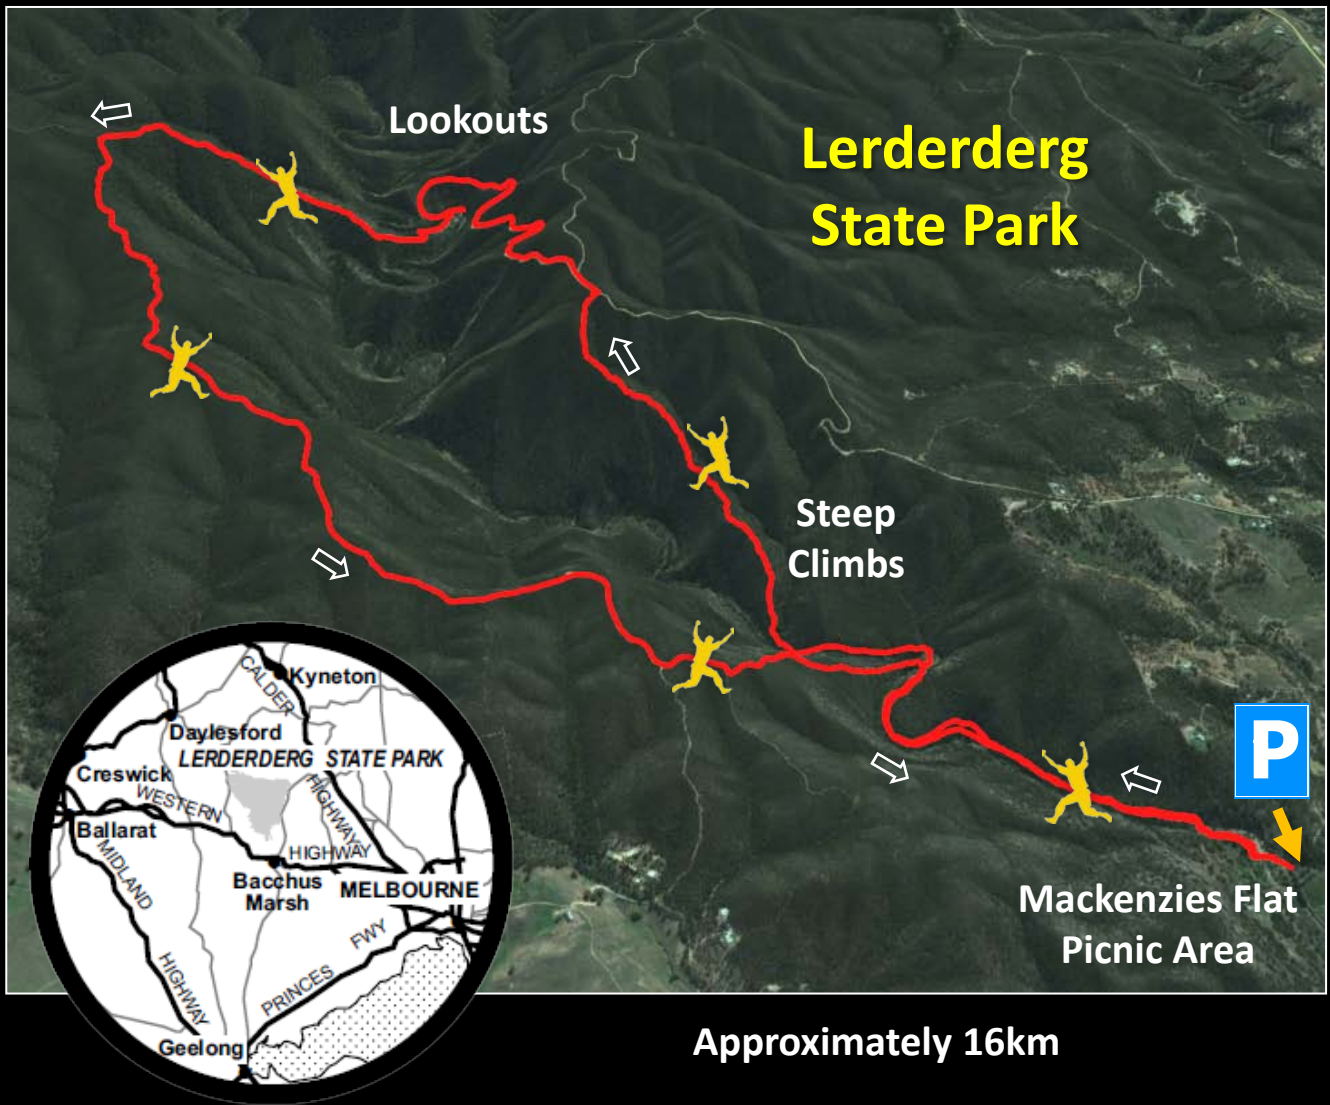 Lookouts
Lerderderg
State Park
Steep
Climbs
P
Mackenzies Flat
Picnic Area
Approximately 16km
Kyneton
CALDER
Daylesford
LERDERDERG STATE PARK
Creswick
WESTERN
HIGHWAY
Ballarat
HIGHWAY
MIDLAND
Bacchus
Marsh
MELBOURNE
FWY
PRINCES
HIGHWAY
Geelong